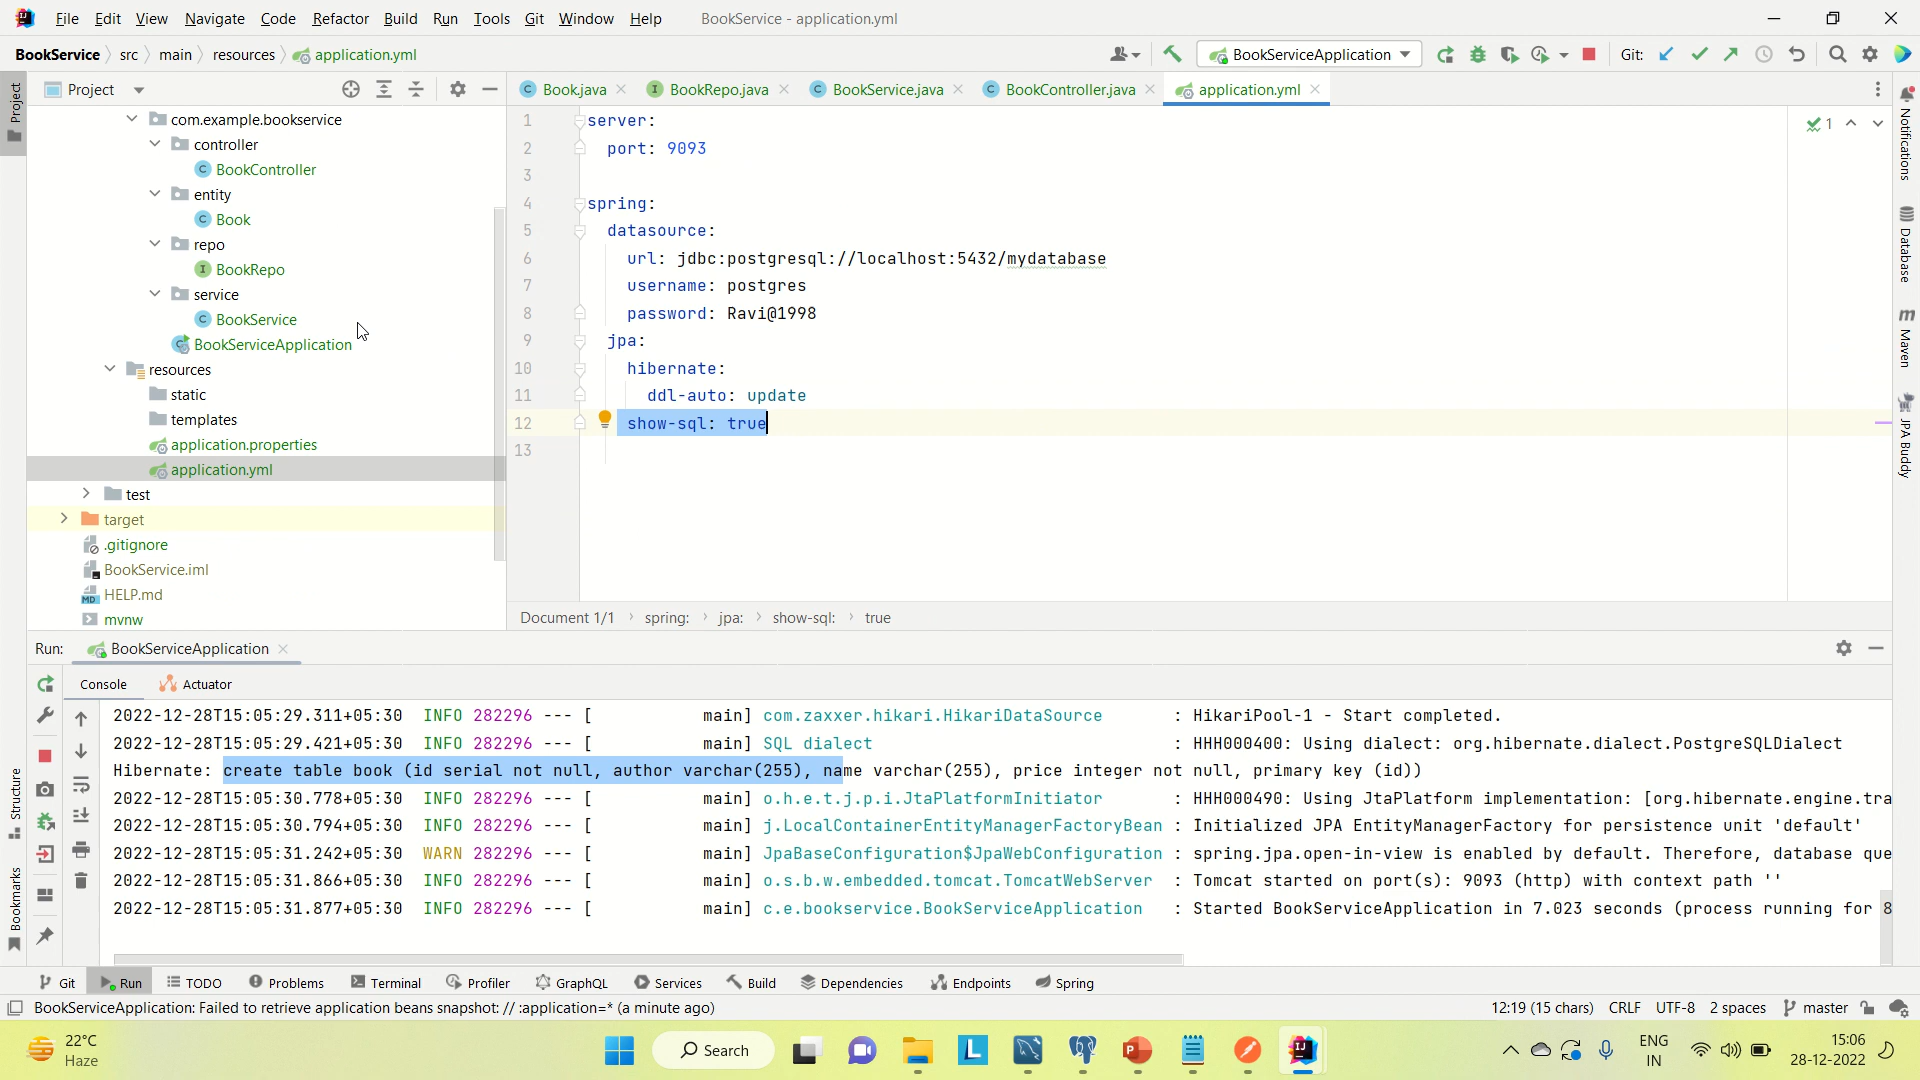 File Edit View Navigate Code Refactor Build Run Tools Git Window Help BookService - application.yml
BookService src main resources application.yml BookServiceApplication Git:
Project
Book.java BookRepo.java BookService.java BookController.java application.yml
Project
com.example.bookservice
controller
BookController
entity
Book
repo
BookRepo
service
BookService
BookServiceApplication
resources
static
templates
application.properties
application.yml
test
target
.gitignore
BookService.iml
HELP.md
mvnw
1 server:
2 port: 9093
3
4 spring:
5 datasource:
6 url: jdbc:postgresql://localhost:5432/mydatabase
7 username: postgres
8 password: Ravi@1998
9 jpa:
10 hibernate:
11 ddl-auto: update
12 show-sql: true
13
1
Notifications
Database
Maven
JPA Buddy
Document 1/1 spring: jpa: show-sql: true
Run: BookServiceApplication
Console Actuator
2022-12-28T15:05:29.311+05:30 INFO 282296 --- [ main] com.zaxxer.hikari.HikariDataSource : HikariPool-1 - Start completed.
2022-12-28T15:05:29.421+05:30 INFO 282296 --- [ main] SQL dialect : HHH000400: Using dialect: org.hibernate.dialect.PostgreSQLDialect
Hibernate: create table book (id serial not null, author varchar(255), name varchar(255), price integer not null, primary key (id))
2022-12-28T15:05:30.778+05:30 INFO 282296 --- [ main] o.h.e.t.j.p.i.JtaPlatformInitiator : HHH000490: Using JtaPlatform implementation: [org.hibernate.engine.tra
2022-12-28T15:05:30.794+05:30 INFO 282296 --- [ main] j.LocalContainerEntityManagerFactoryBean : Initialized JPA EntityManagerFactory for persistence unit 'default'
2022-12-28T15:05:31.242+05:30 WARN 282296 --- [ main] JpaBaseConfiguration$JpaWebConfiguration : spring.jpa.open-in-view is enabled by default. Therefore, database que
2022-12-28T15:05:31.866+05:30 INFO 282296 --- [ main] o.s.b.w.embedded.tomcat.TomcatWebServer : Tomcat started on port(s): 9093 (http) with context path ''
2022-12-28T15:05:31.877+05:30 INFO 282296 --- [ main] c.e.bookservice.BookServiceApplication : Started BookServiceApplication in 7.023 seconds (process running for 8
Structure
Bookmarks
Git Run TODO Problems Terminal Profiler GraphQL Services Build Dependencies Endpoints Spring
BookServiceApplication: Failed to retrieve application beans snapshot: // :application=* (a minute ago) 12:19 (15 chars) CRLF UTF-8 2 spaces master
22°C
Haze
Search
ENG
IN
15:06
28-12-2022